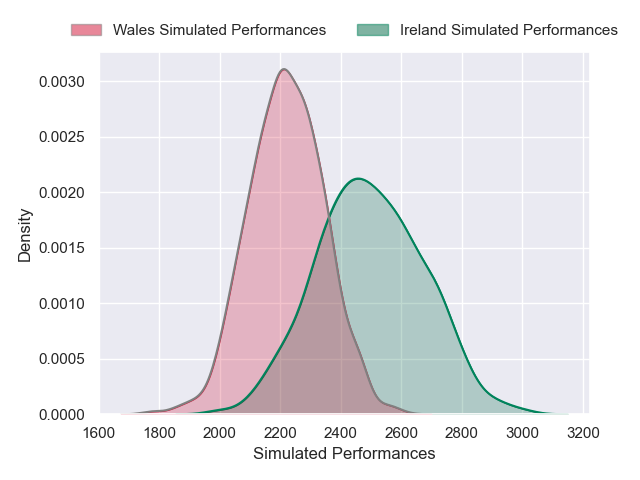 Wales Simulated Performances Ireland Simulated Performances
0.0030
0.0025
0.0020
0.0015
0.0010
0.0005
0.0000
Density
1600 1800 2000 2200 2400 2600 2800 3000 3200
Simulated Performances